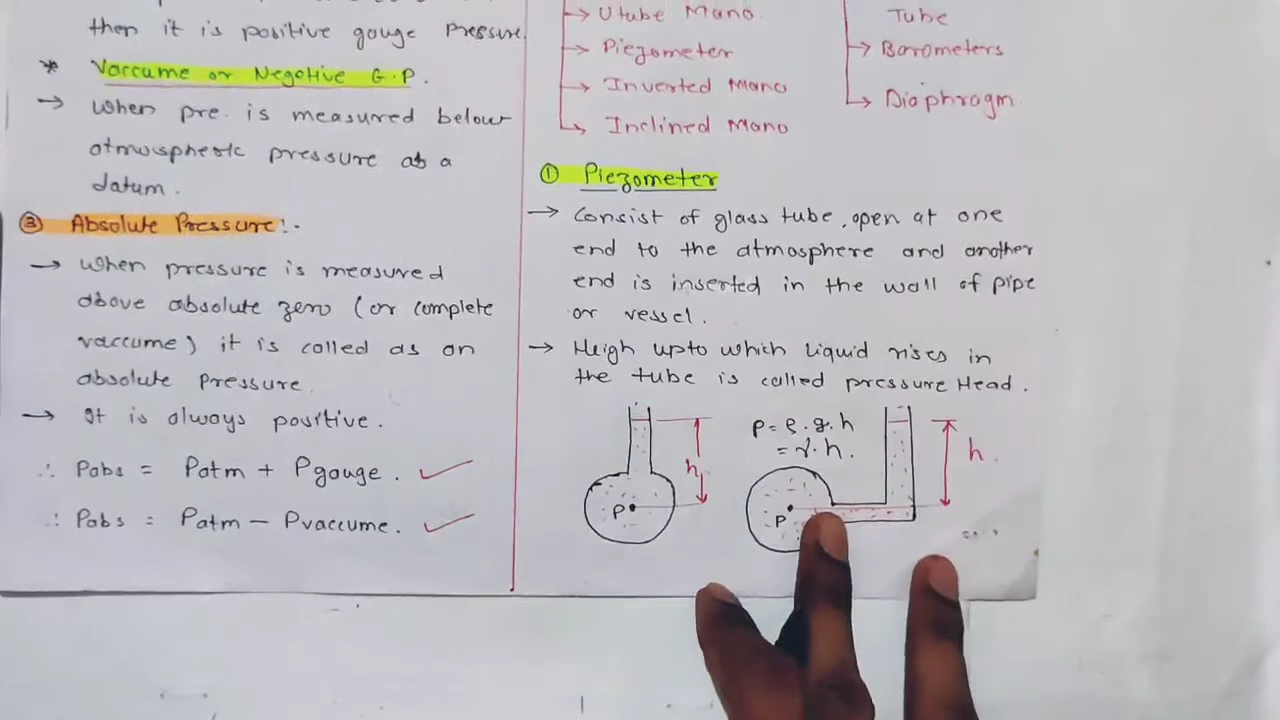 then it is positive gauge pressure.
* Vaccume or Negative G.P.
→ When pre. is measured below
atmospheric pressure as a
datum.
③ Absolute Pressure:-
→ When pressure is measured
above absolute zero (or complete
vaccume) it is called as an
absolute pressure.
→ It is always positive.
∴ Pabs = Patm + Pgauge.
∴ Pabs = Patm - Pvaccume.
→ Utube Mano.
→ Piezometer
→ Inverted Mano
→ Inclined Mano
Tube
→ Barometers
→ Diaphragm.
① Piezometer
→ Consist of glass tube, open at one
end to the atmosphere and another
end is inserted in the wall of pipe
or vessel.
→ Heigh upto which liquid rises in
the tube is called pressure Head.
P = ρ.g.h
= γ.h.
h
h.
P
P